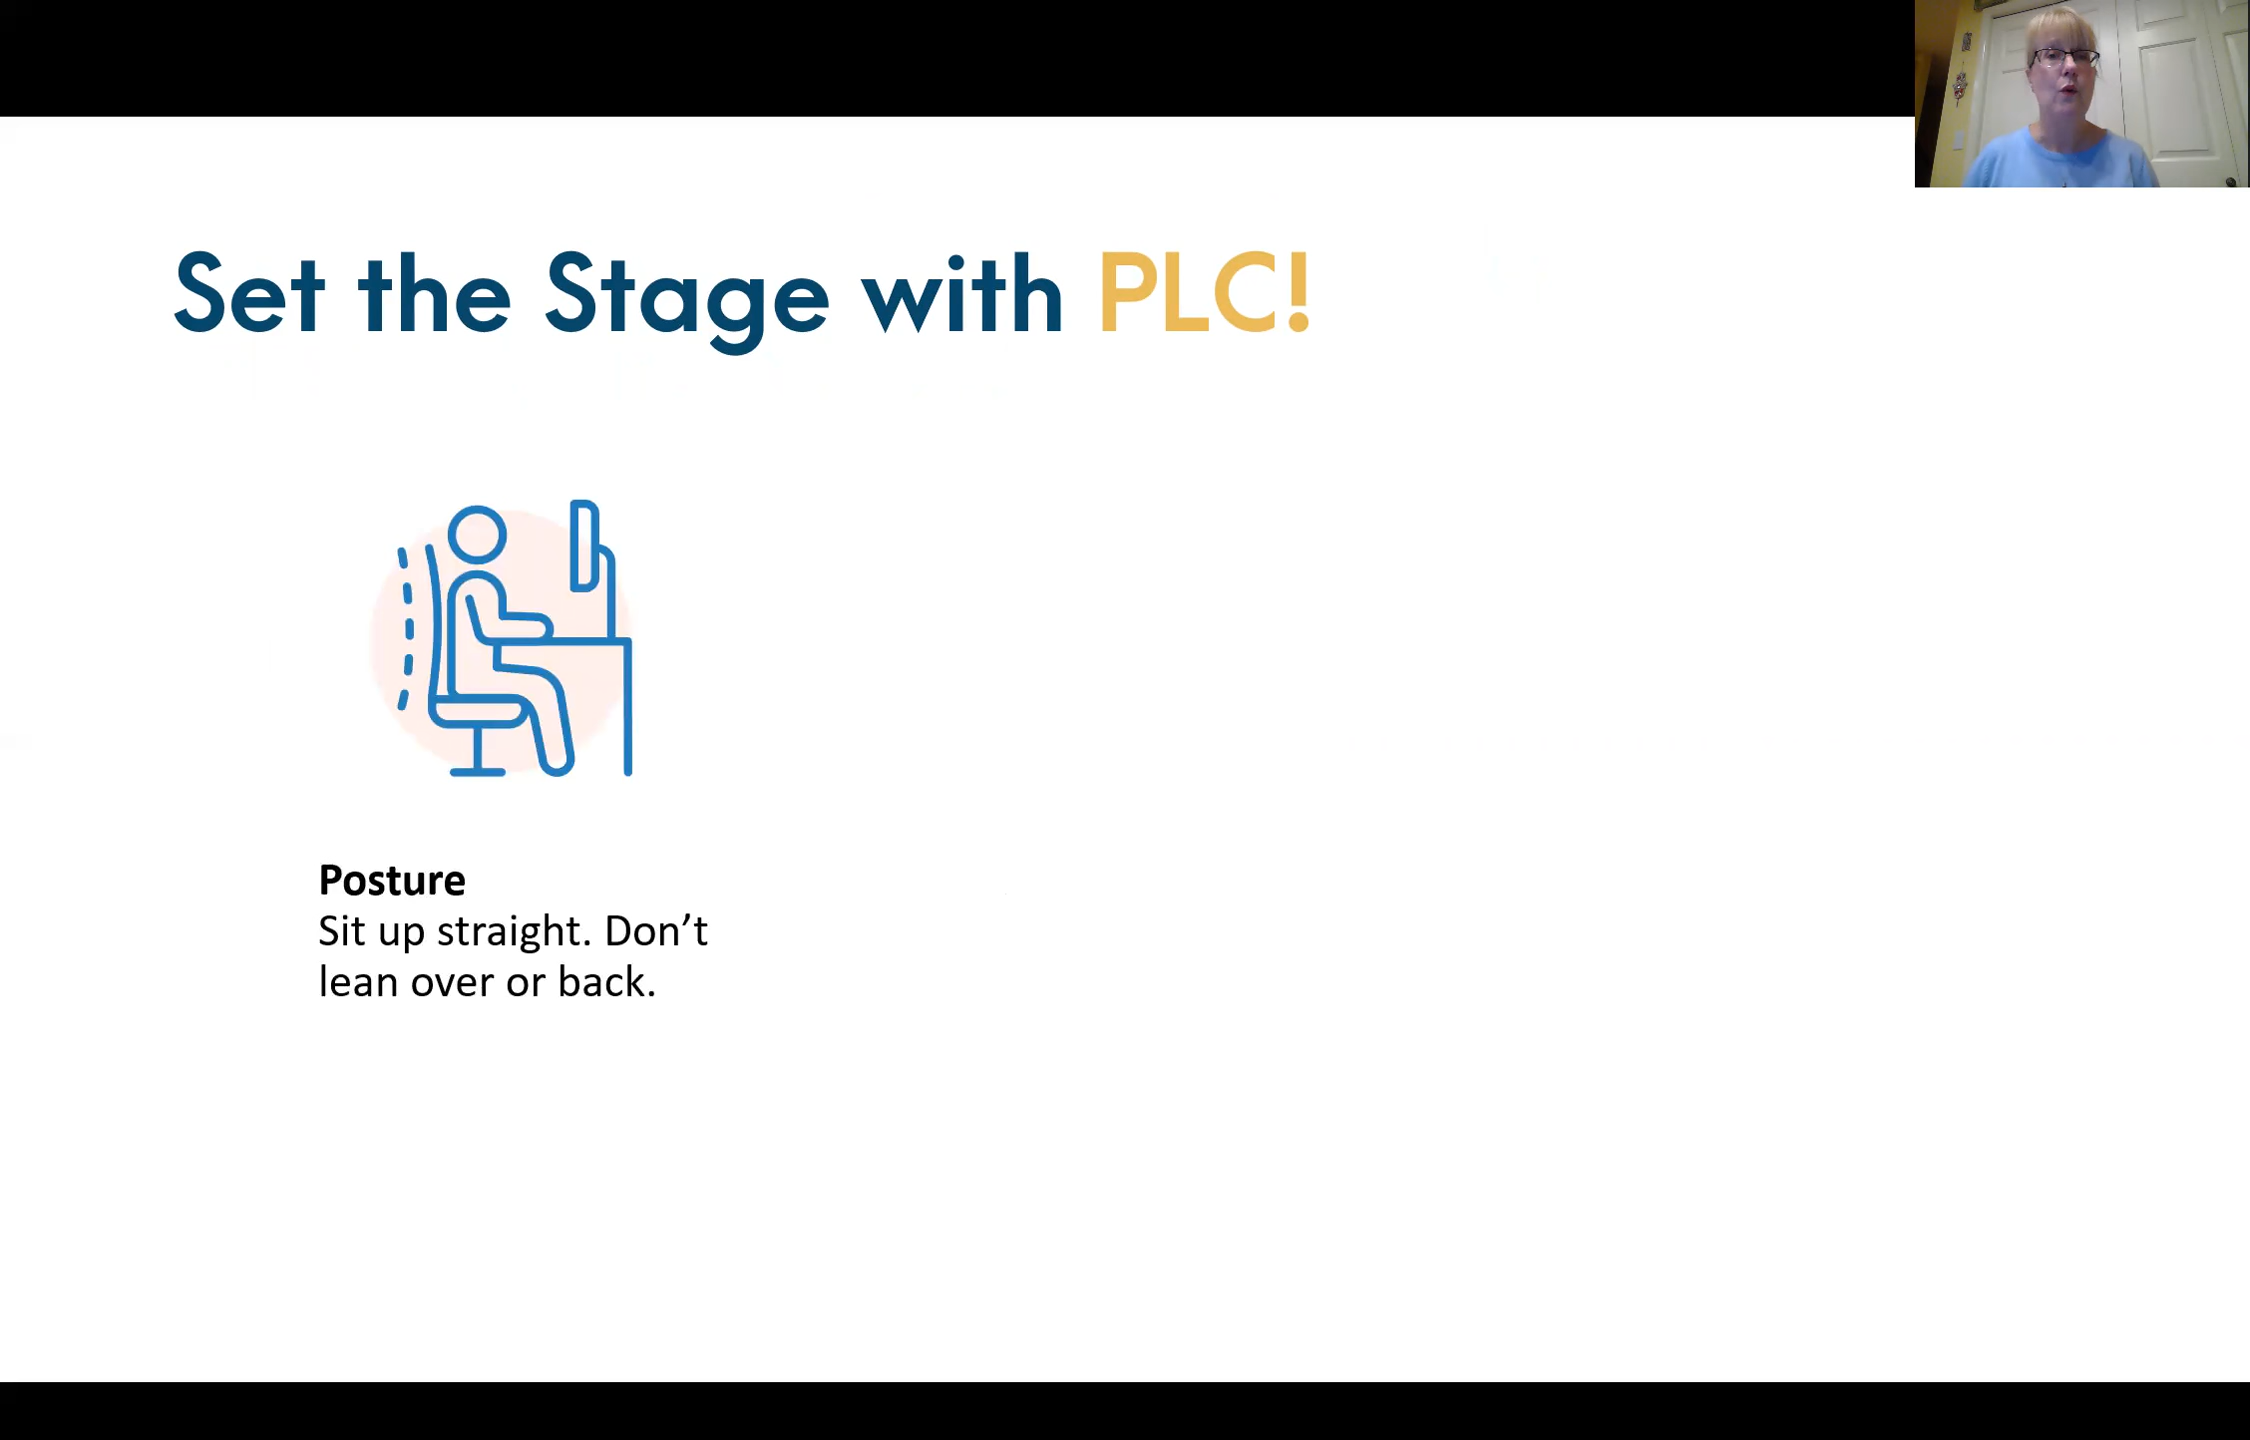 Set the Stage with PLC!
Posture
Sit up straight. Don’t
lean over or back.